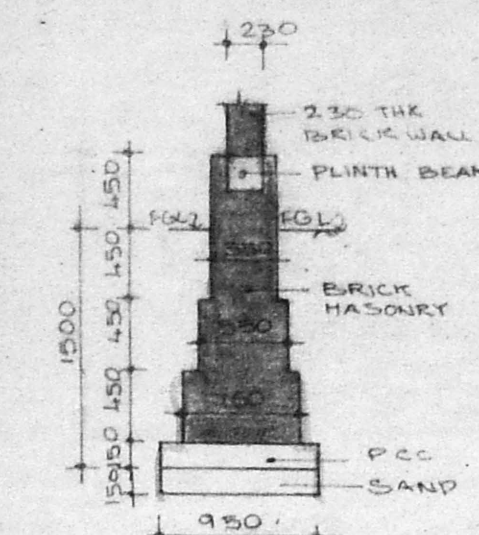 230
230 THK
BRICK WALL
PLINTH BEAM
450
FGL
FGL
450
BRICK
MASONRY
1500
450
550
450
760
150
PCC
150
SAND
950